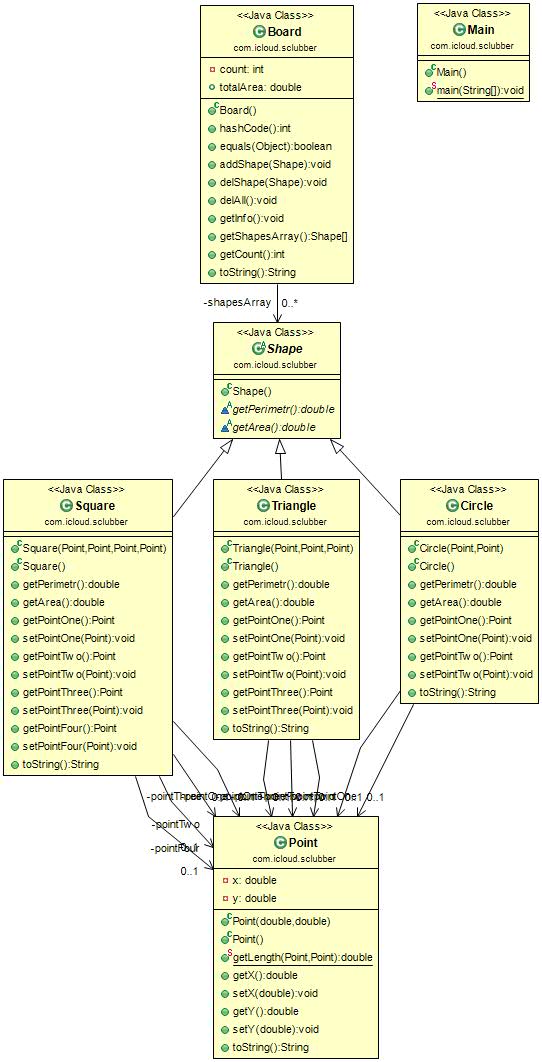 <<Java Class>>
Board
com.icloud.sclubber
count: int
totalArea: double
Board()
hashCode():int
equals(Object):boolean
addShape(Shape):void
delShape(Shape):void
delAll():void
getInfo():void
getShapesArray():Shape[]
getCount():int
toString():String
<<Java Class>>
Main
com.icloud.sclubber
Main()
main(String[]):void
-shapesArray 0..*
<<Java Class>>
Shape
com.icloud.sclubber
Shape()
getPerimetr():double
getArea():double
<<Java Class>>
Square
com.icloud.sclubber
Square(Point,Point,Point,Point)
Square()
getPerimetr():double
getArea():double
getPointOne():Point
setPointOne(Point):void
getPointTwo():Point
setPointTwo(Point):void
getPointThree():Point
setPointThree(Point):void
getPointFour():Point
setPointFour(Point):void
toString():String
<<Java Class>>
Triangle
com.icloud.sclubber
Triangle(Point,Point,Point)
Triangle()
getPerimetr():double
getArea():double
getPointOne():Point
setPointOne(Point):void
getPointTwo():Point
setPointTwo(Point):void
getPointThree():Point
setPointThree(Point):void
toString():String
<<Java Class>>
Circle
com.icloud.sclubber
Circle(Point,Point)
Circle()
getPerimetr():double
getArea():double
getPointOne():Point
setPointOne(Point):void
getPointTwo():Point
setPointTwo(Point):void
toString():String
0..1
-pointTwo
-pointFour
0..1
<<Java Class>>
Point
com.icloud.sclubber
x: double
y: double
Point(double,double)
Point()
getLength(Point,Point):double
getX():double
setX(double):void
getY():double
setY(double):void
toString():String